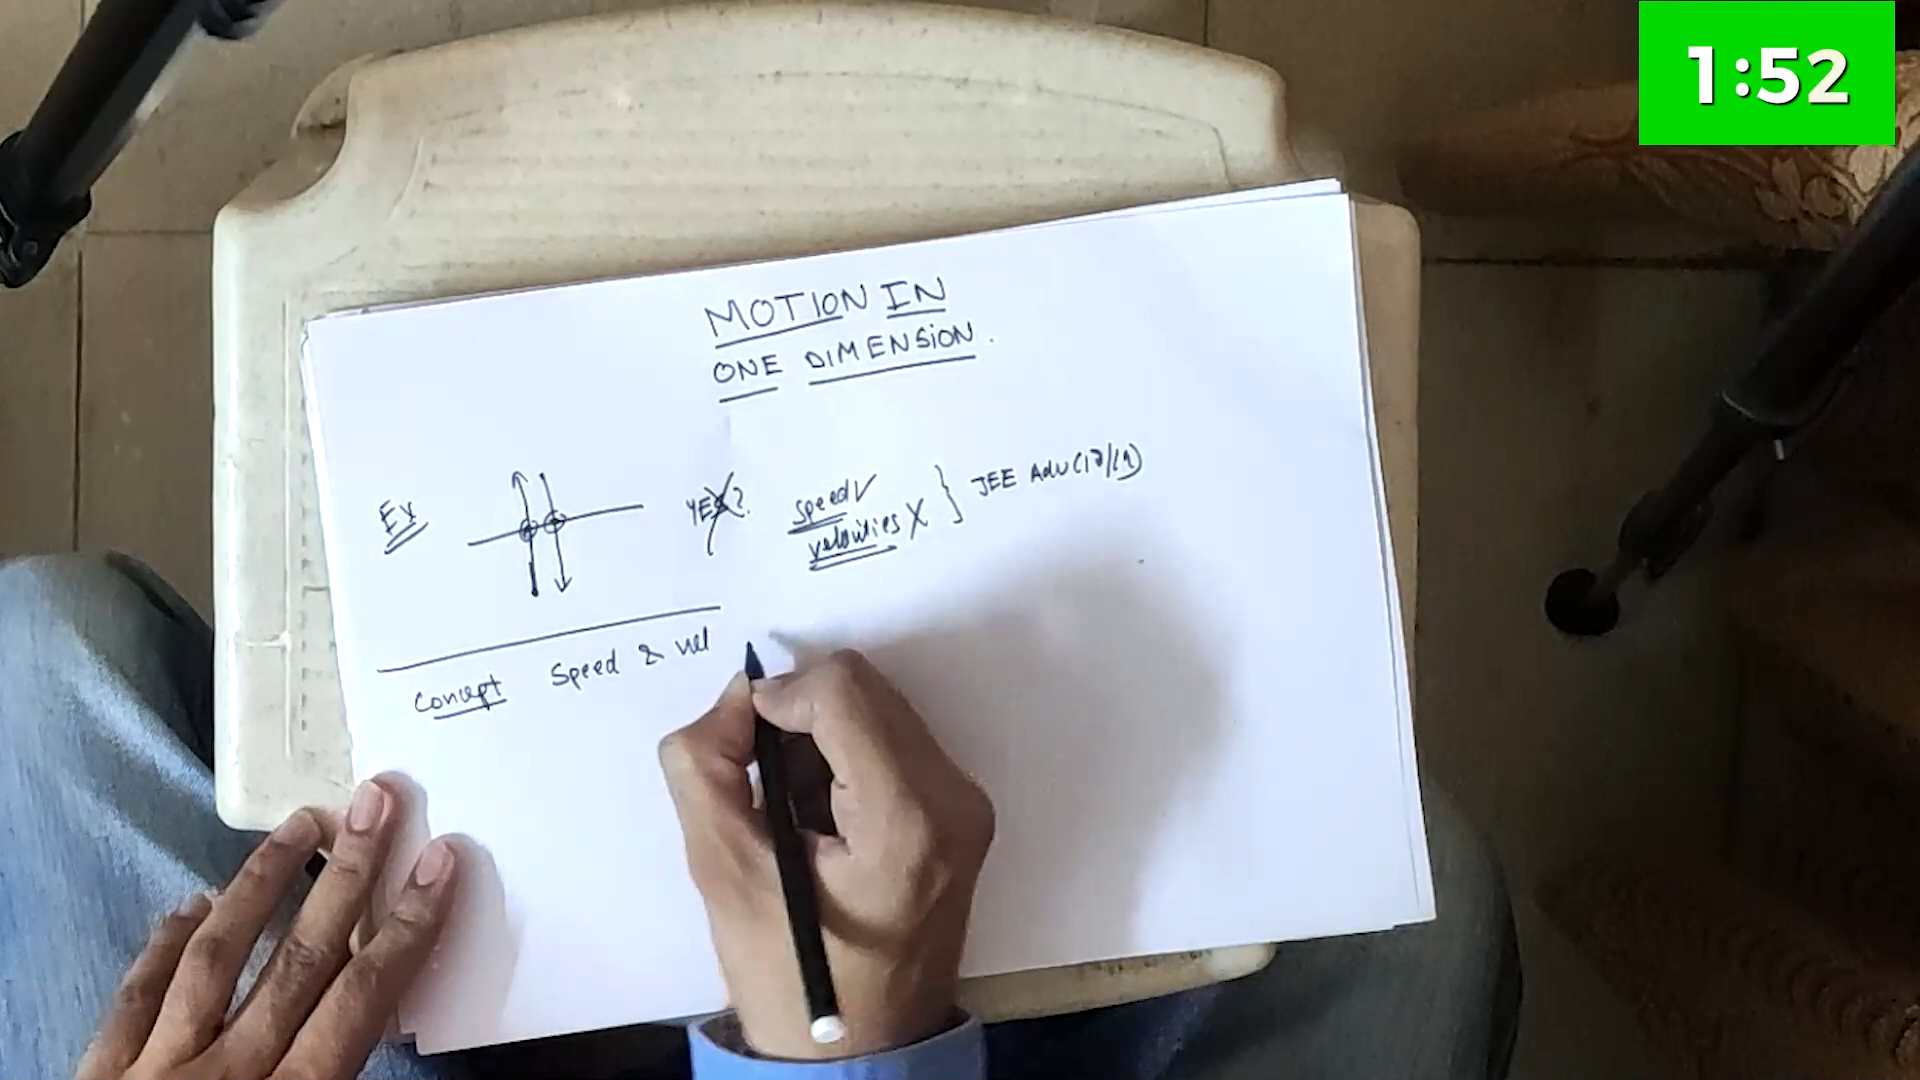 1:52
MOTION IN
ONE DIMENSION.
Ex
YES?
speed✓
velocities X
} JEE Adv(17/19)
Concept Speed & vel